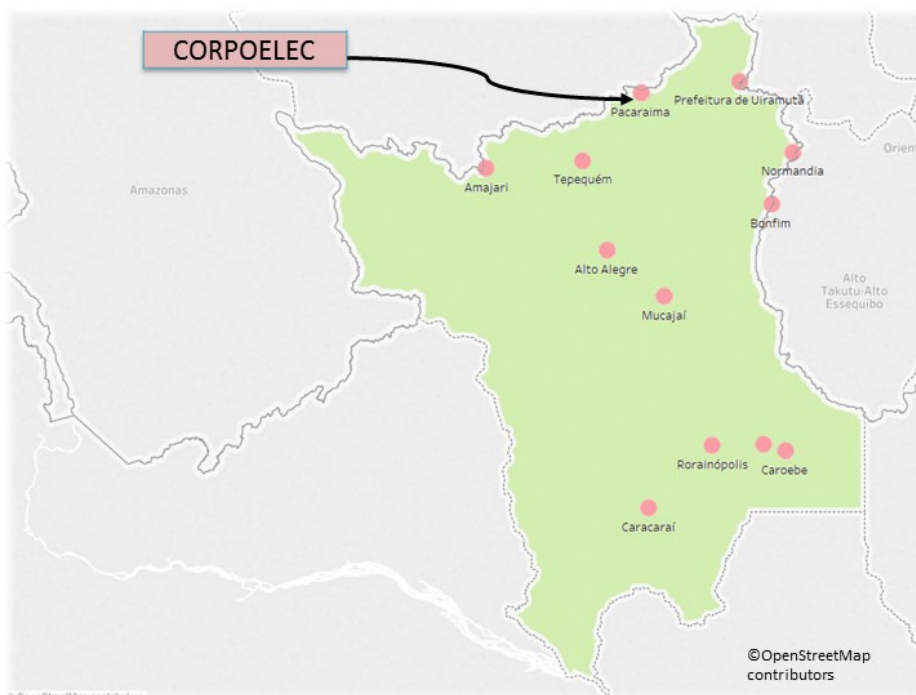 CORPOELEC
Pacaraima
Prefeitura de Uiramutã
Orient
Amazonas
Amajari
Tepequém
Normandia
Bonfim
Alto Alegre
Alto
Takutu-Alto
Essequibo
Mucajaí
Rorainópolis
Caroebe
Caracaraí
©OpenStreetMap
contributors